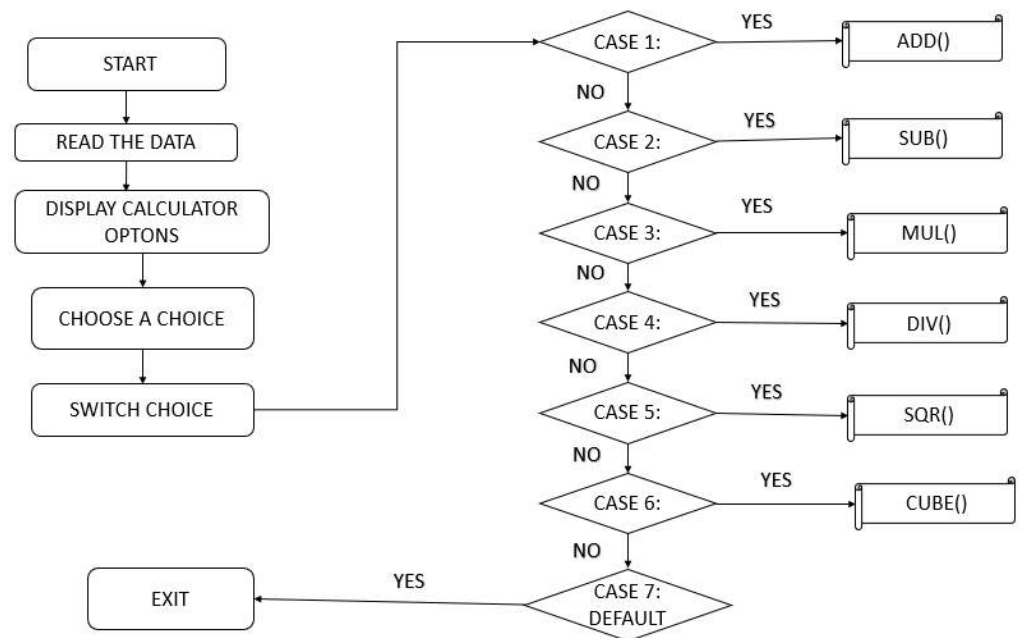 START
READ THE DATA
DISPLAY CALCULATOR
OPTONS
CHOOSE A CHOICE
SWITCH CHOICE
CASE 1:
YES
ADD()
NO
CASE 2:
YES
SUB()
NO
CASE 3:
YES
MUL()
NO
CASE 4:
YES
DIV()
NO
CASE 5:
YES
SQR()
NO
CASE 6:
YES
CUBE()
NO
CASE 7:
DEFAULT
YES
EXIT